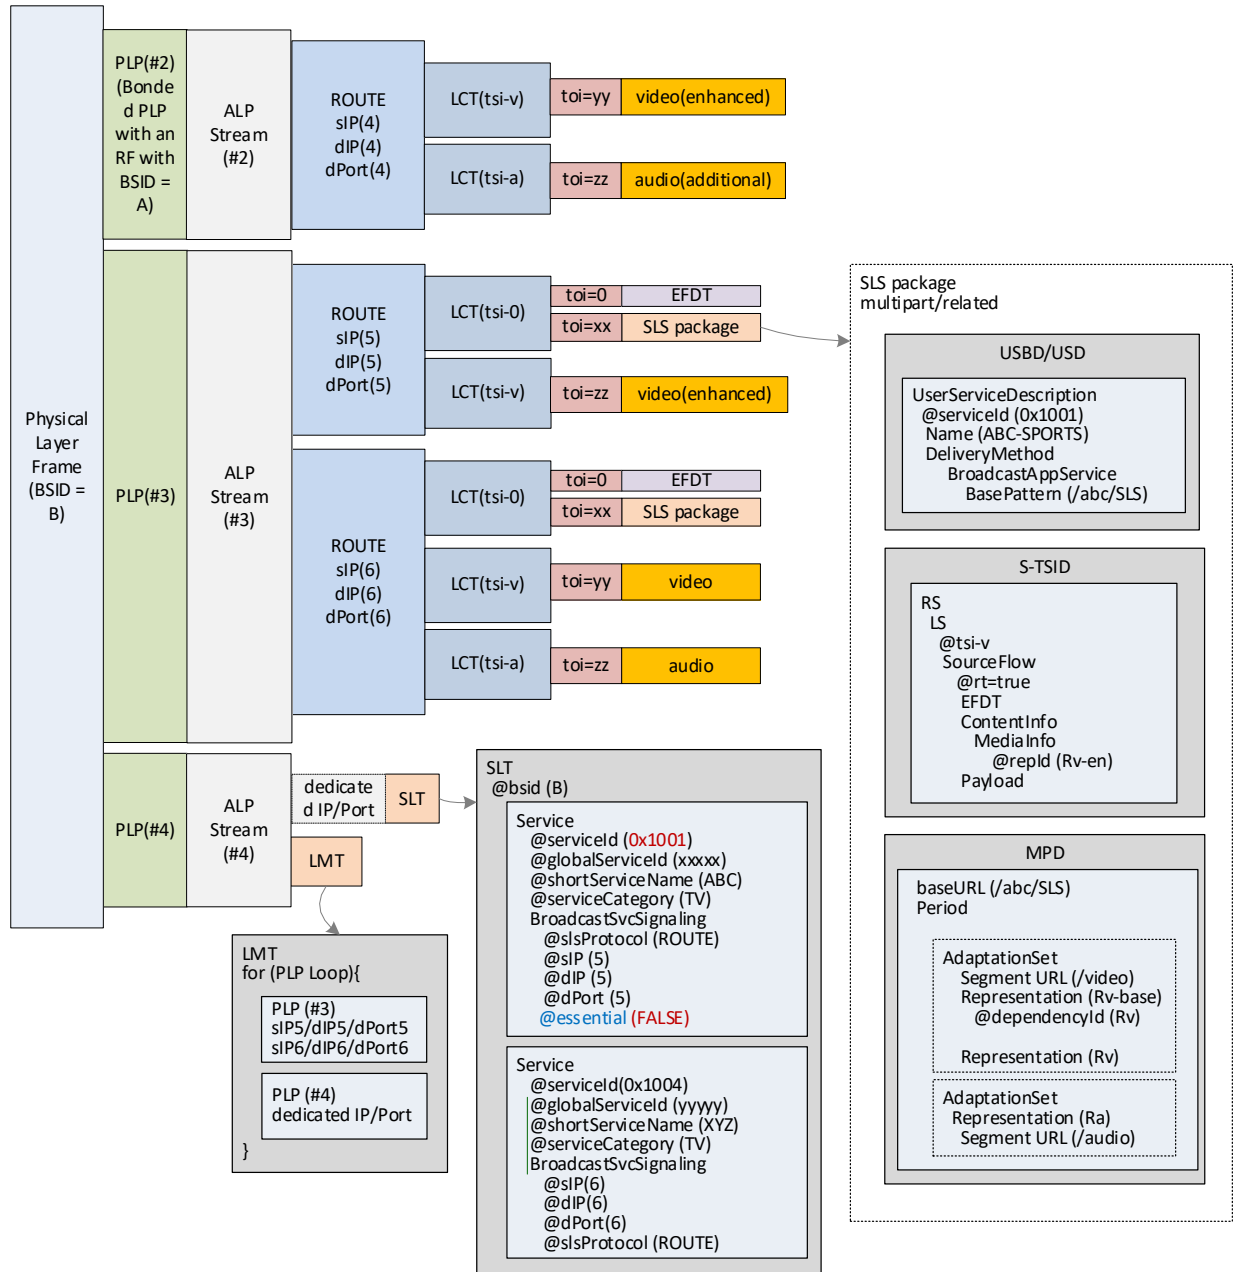 Physical
Layer
Frame
(BSID =
B)
PLP(#2)
(Bonde
d PLP
with an
RF with
BSID =
A)
ALP
Stream
(#2)
ROUTE
sIP(4)
dIP(4)
dPort(4)
LCT(tsi-v)
toi=yy
video(enhanced)
LCT(tsi-a)
toi=zz
audio(additional)
PLP(#3)
ALP
Stream
(#3)
ROUTE
sIP(5)
dIP(5)
dPort(5)
LCT(tsi-0)
toi=0
EFDT
toi=xx
SLS package
LCT(tsi-v)
toi=zz
video(enhanced)
ROUTE
sIP(6)
dIP(6)
dPort(6)
LCT(tsi-0)
toi=0
EFDT
toi=xx
SLS package
LCT(tsi-v)
toi=yy
video
LCT(tsi-a)
toi=zz
audio
PLP(#4)
ALP
Stream
(#4)
dedicate
d IP/Port
SLT
LMT
LMT
for (PLP Loop){
PLP (#3)
sIP5/dIP5/dPort5
sIP6/dIP6/dPort6
PLP (#4)
dedicated IP/Port
}
SLT
@bsid (B)
Service
@serviceId (0x1001)
@globalServiceId (xxxxx)
@shortServiceName (ABC)
@serviceCategory (TV)
BroadcastSvcSignaling
@slsProtocol (ROUTE)
@sIP (5)
@dIP (5)
@dPort (5)
@essential (FALSE)
Service
@serviceId(0x1004)
@globalServiceId (yyyyy)
@shortServiceName (XYZ)
@serviceCategory (TV)
BroadcastSvcSignaling
@sIP(6)
@dIP(6)
@dPort(6)
@slsProtocol (ROUTE)
SLS package
multipart/related
USBD/USD
UserServiceDescription
@serviceId (0x1001)
Name (ABC-SPORTS)
DeliveryMethod
BroadcastAppService
BasePattern (/abc/SLS)
S-TSID
RS
LS
@tsi-v
SourceFlow
@rt=true
EFDT
ContentInfo
MediaInfo
@repId (Rv-en)
Payload
MPD
baseURL (/abc/SLS)
Period
AdaptationSet
Segment URL (/video)
Representation (Rv-base)
@dependencyId (Rv)
Representation (Rv)
AdaptationSet
Representation (Ra)
Segment URL (/audio)